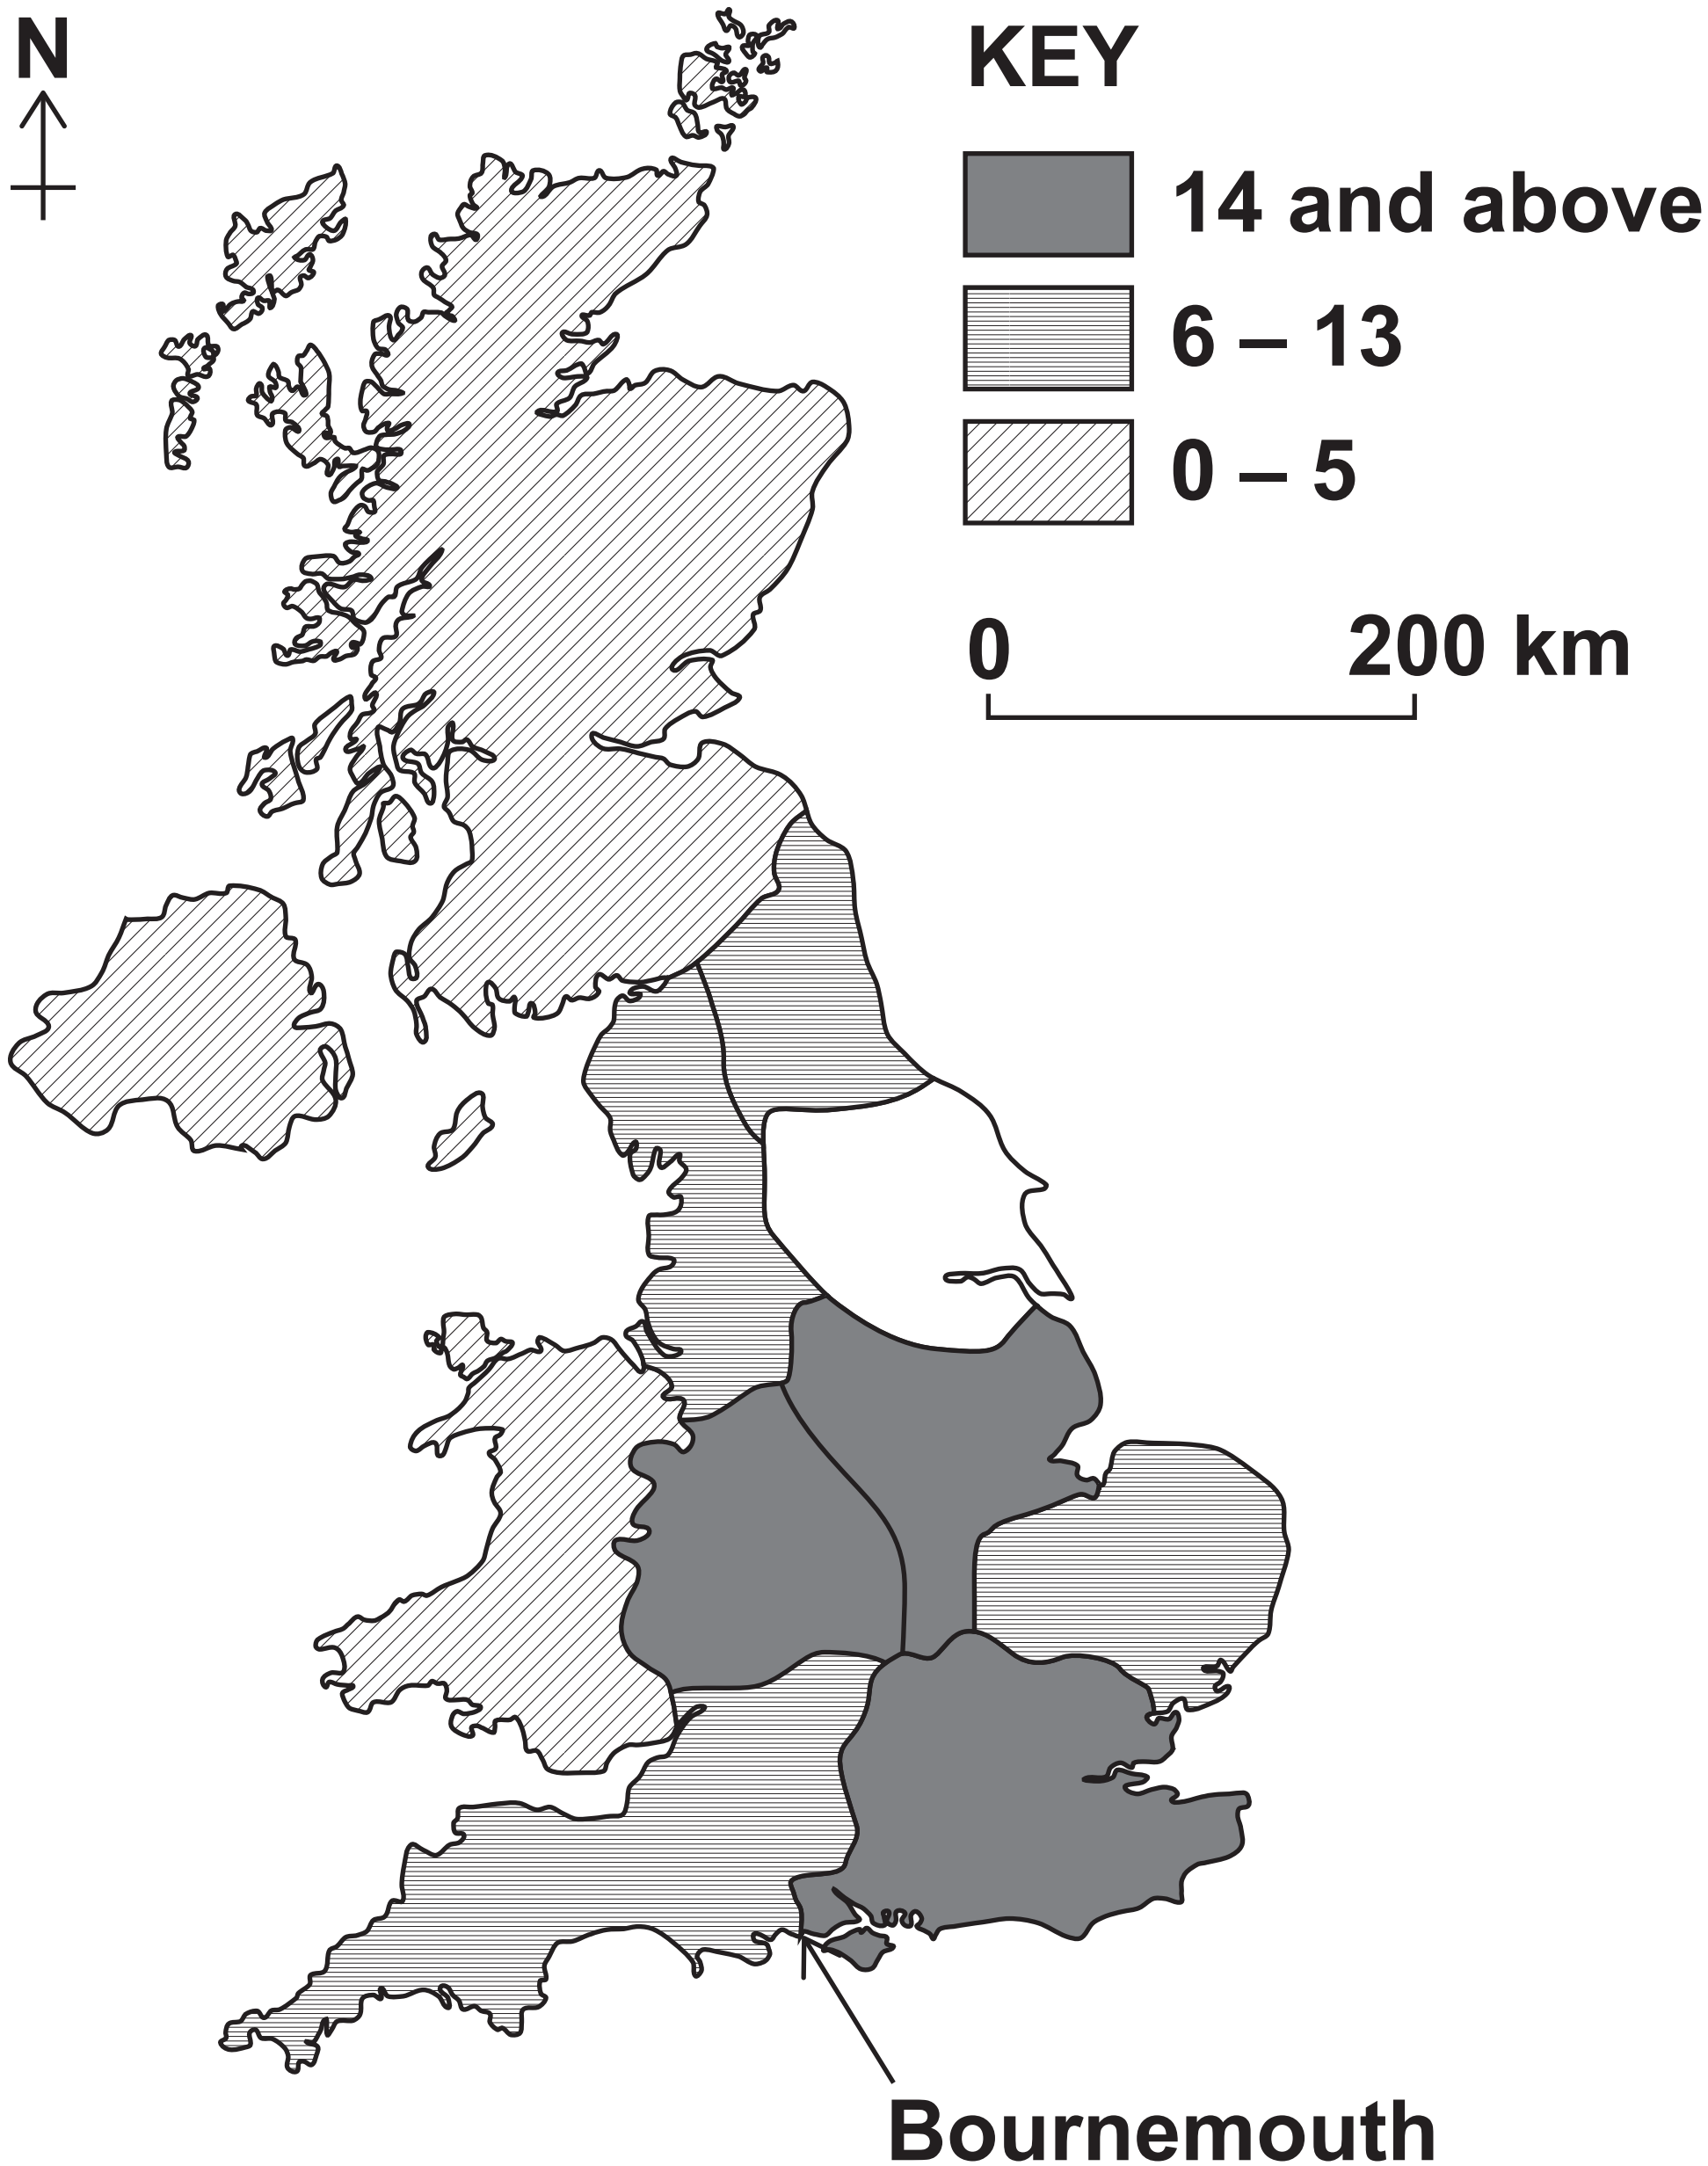 N
KEY
14 and above
6 – 13
0 – 5
0 200 km
Bournemouth